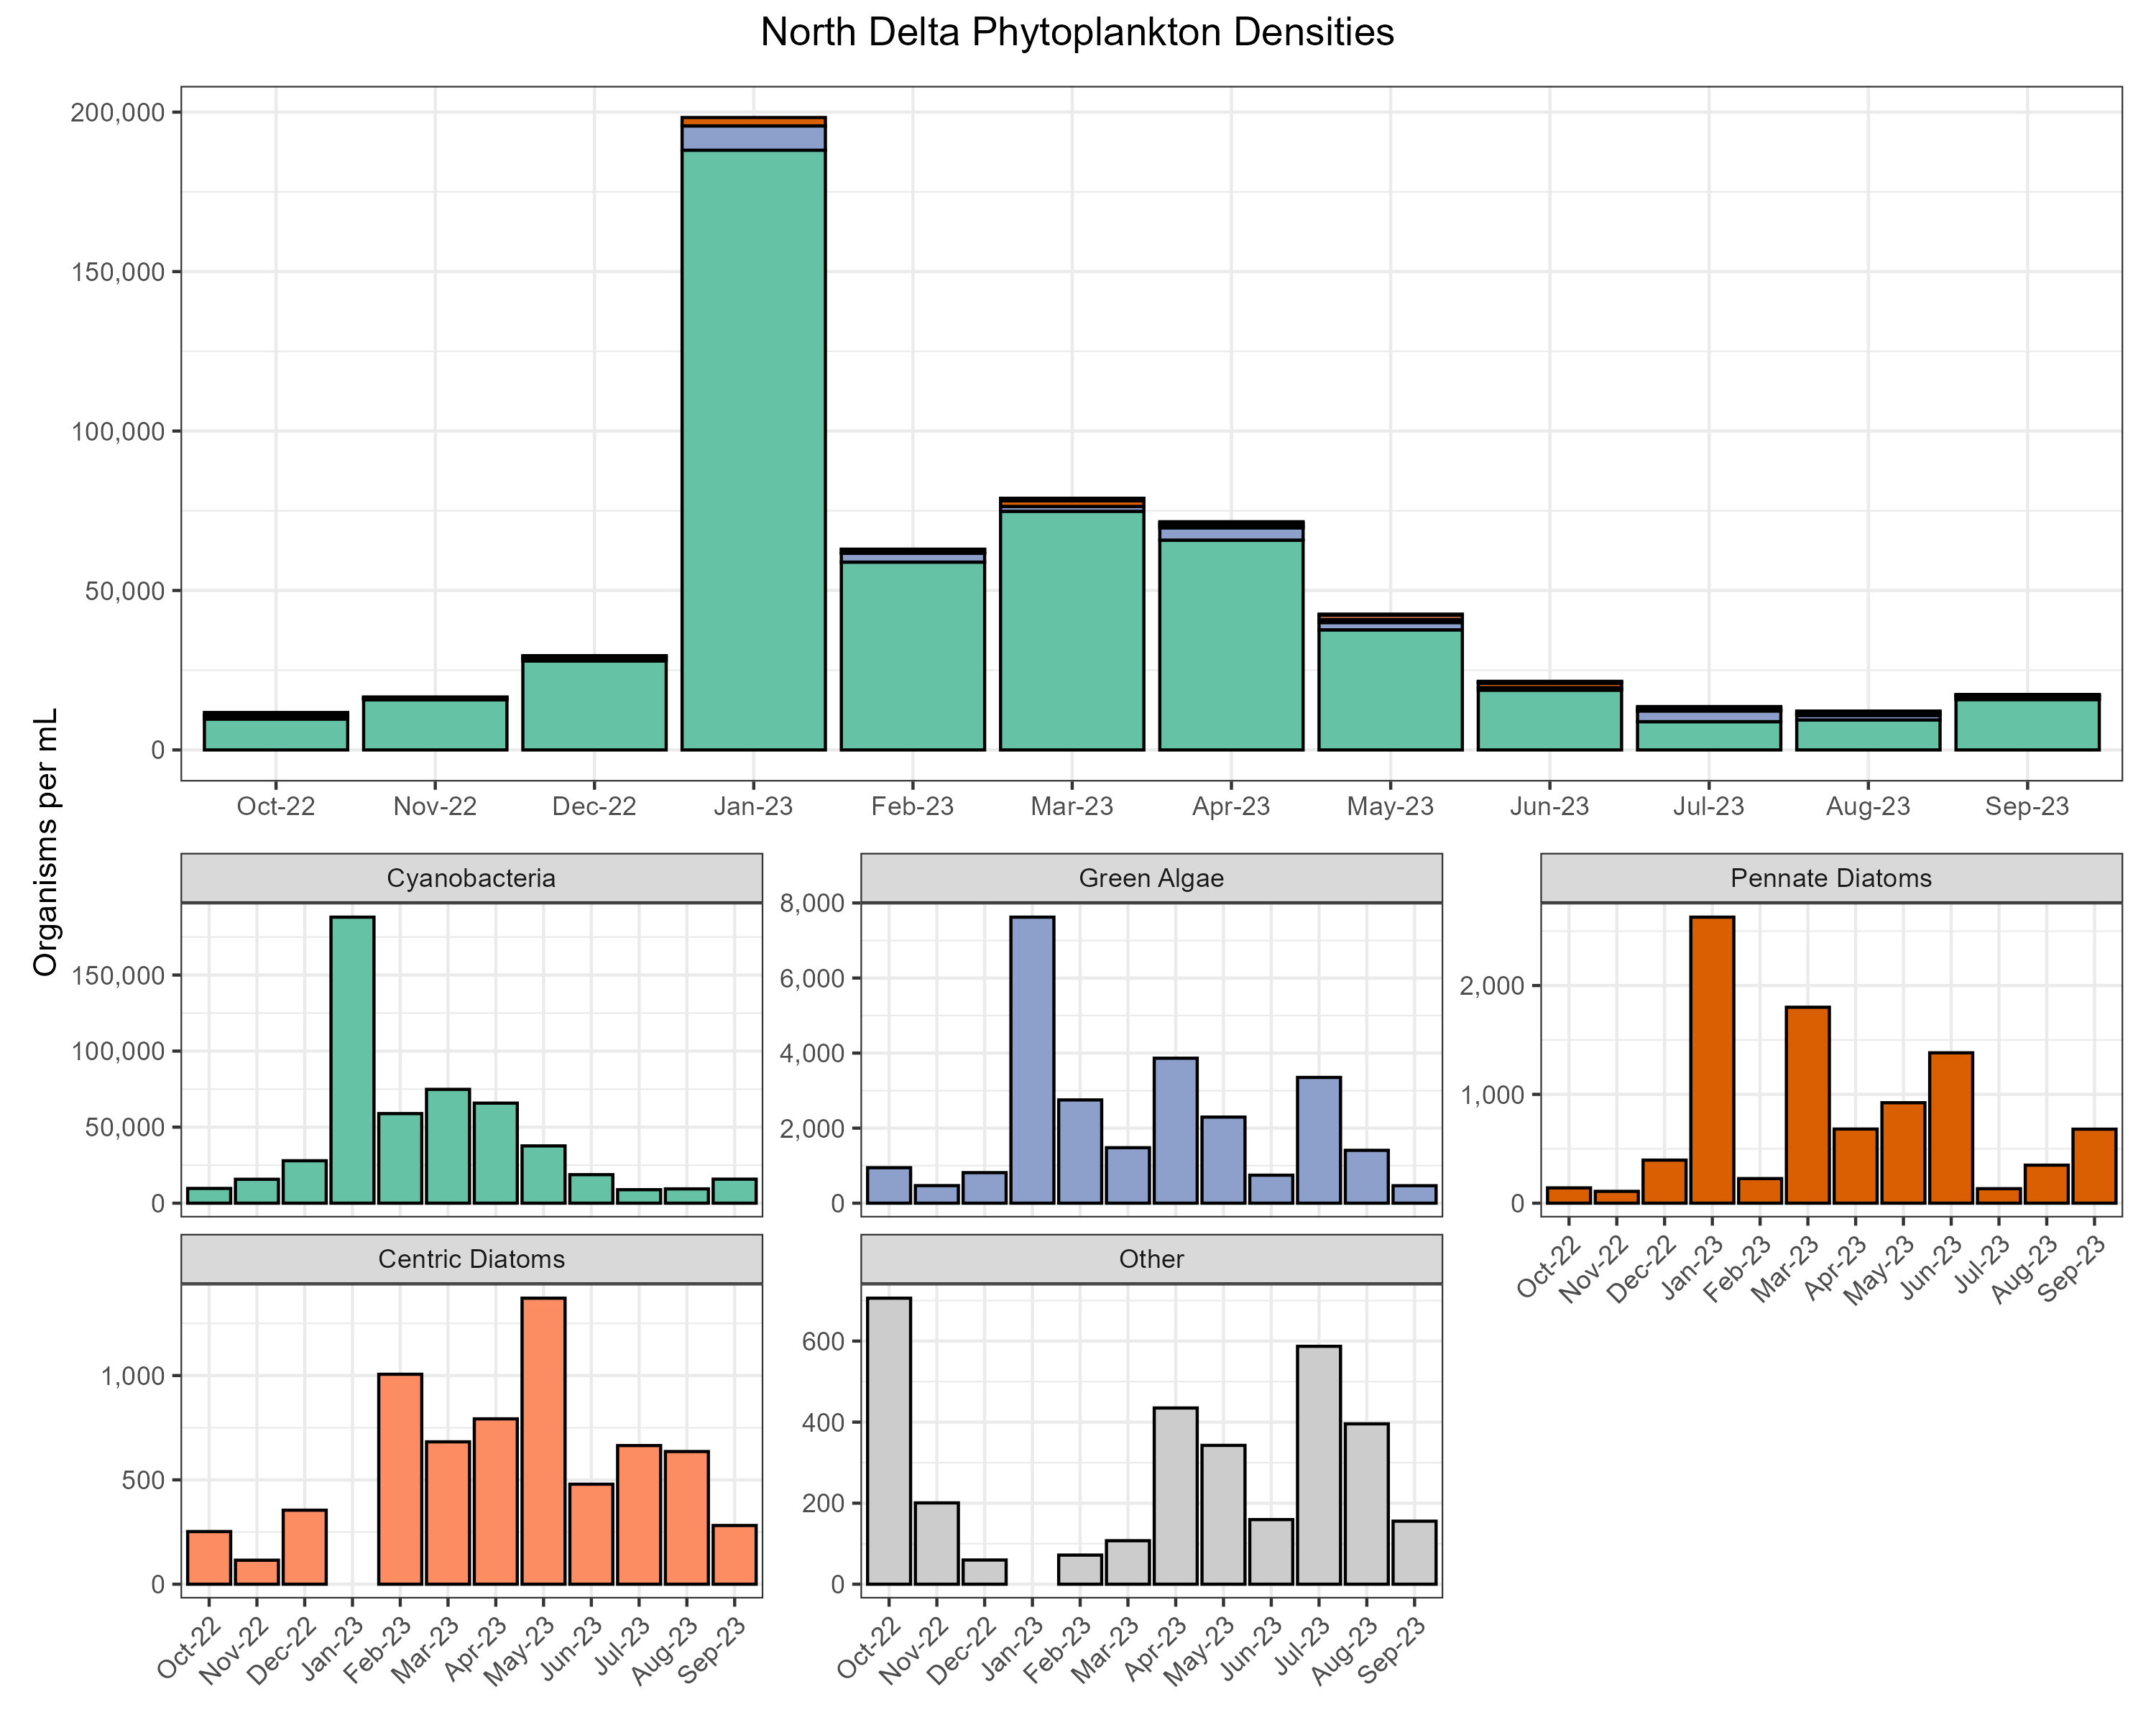 North Delta Phytoplankton Densities
Organisms per mL
200,000
150,000
100,000
50,000
0
Oct-22 Nov-22 Dec-22 Jan-23 Feb-23 Mar-23 Apr-23 May-23 Jun-23 Jul-23 Aug-23 Sep-23
Cyanobacteria
150,000
100,000
50,000
0
Green Algae
8,000
6,000
4,000
2,000
0
Pennate Diatoms
2,000
1,000
0
Oct-22 Nov-22 Dec-22 Jan-23 Feb-23 Mar-23 Apr-23 May-23 Jun-23 Jul-23 Aug-23 Sep-23
Centric Diatoms
1,000
500
0
Oct-22 Nov-22 Dec-22 Jan-23 Feb-23 Mar-23 Apr-23 May-23 Jun-23 Jul-23 Aug-23 Sep-23
Other
600
400
200
0
Oct-22 Nov-22 Dec-22 Jan-23 Feb-23 Mar-23 Apr-23 May-23 Jun-23 Jul-23 Aug-23 Sep-23